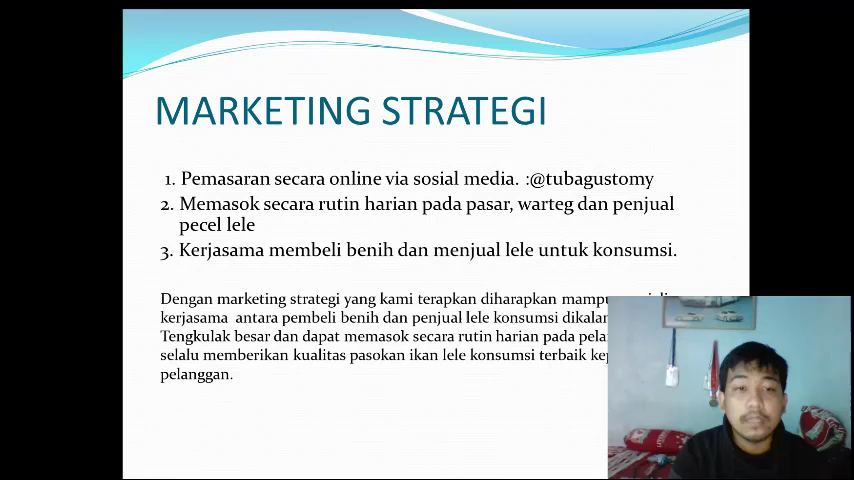 MARKETING STRATEGI
1. Pemasaran secara online via sosial media. :@tubagustomy
2. Memasok secara rutin harian pada pasar, warteg dan penjual
pecel lele
3. Kerjasama membeli benih dan menjual lele untuk konsumsi.
Dengan marketing strategi yang kami terapkan diharapkan
kerjasama antara pembeli benih dan penjual lele konsumsi
Tengkulak besar dan dapat memasok secara rutin harian pada
selalu memberikan kualitas pasokan ikan lele konsumsi terbaik
pelanggan.